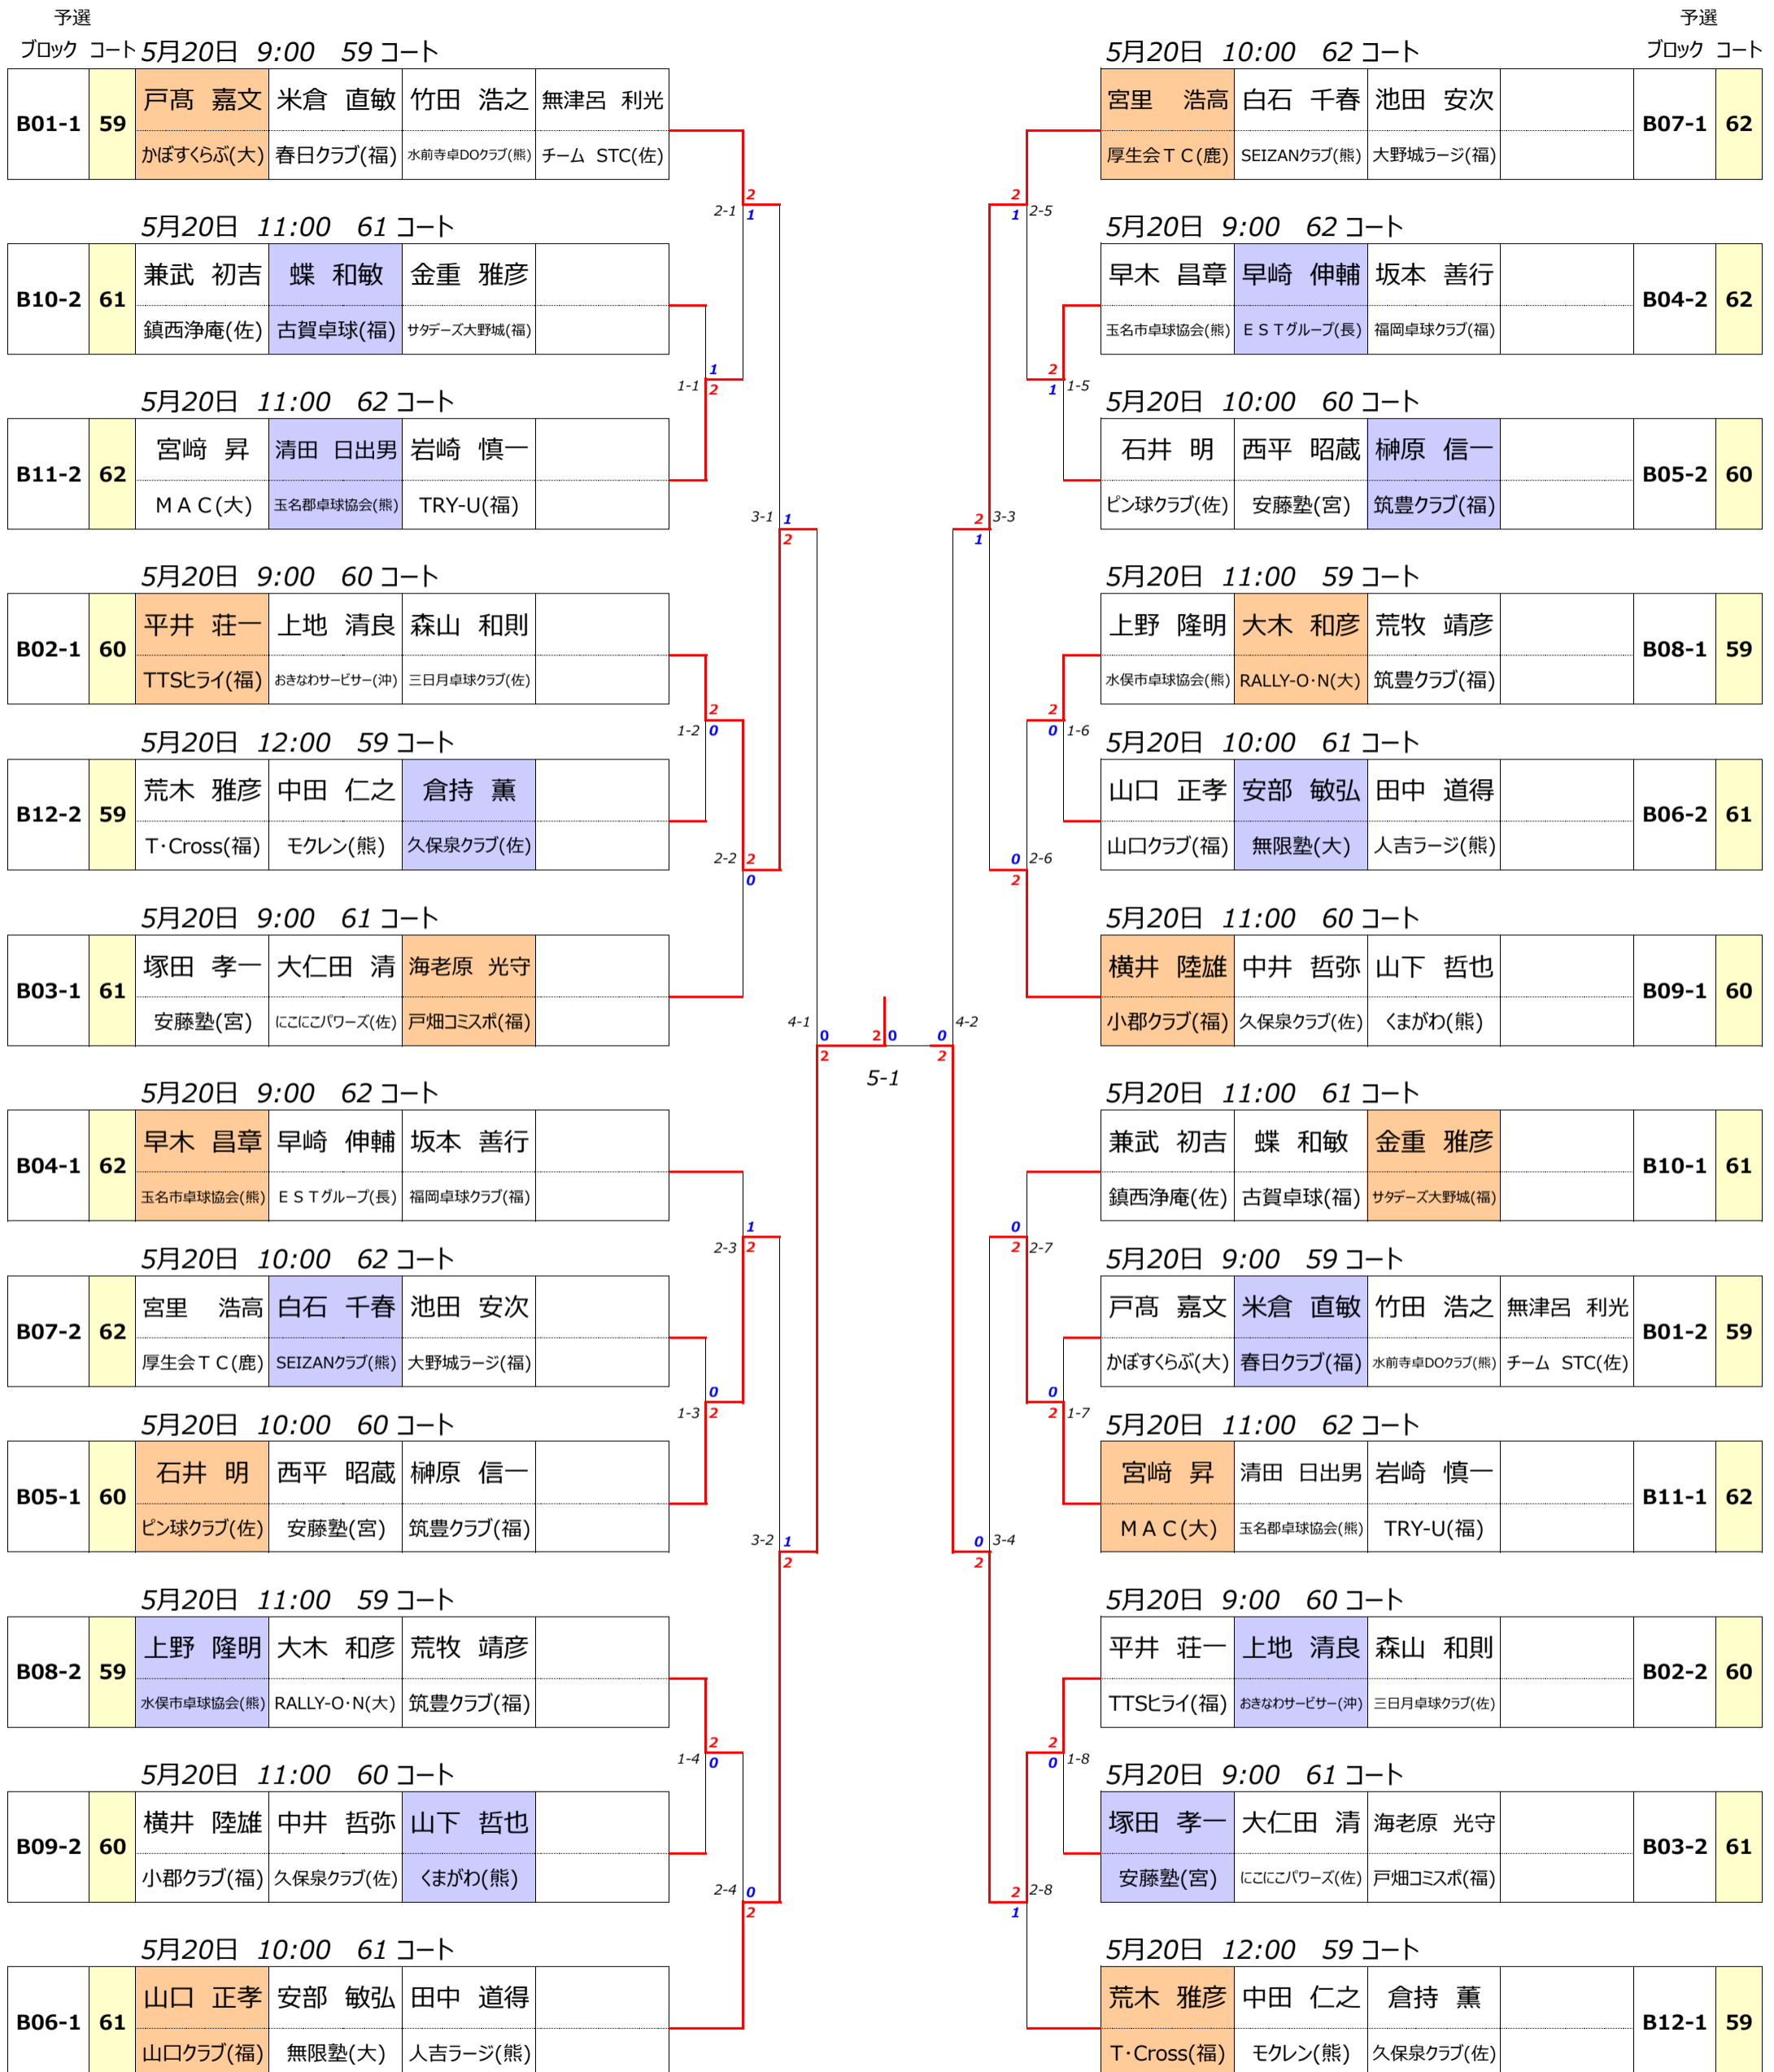 予選
ブロック コート 5月20日 9:00 59 コート
B01-1 59 戸髙 嘉文 米倉 直敏 竹田 浩之 無津呂 利光
かぼすくらぶ(大) 春日クラブ(福) 水前寺卓DOクラブ(熊) チーム STC(佐)
2
2-1 1
5月20日 11:00 61 コート
B10-2 61 兼武 初吉 蝶 和敏 金重 雅彦
鎮西浄庵(佐) 古賀卓球(福) サタデーズ大野城(福)
1
1-1 2
5月20日 11:00 62 コート
B11-2 62 宮﨑 昇 清田 日出男 岩崎 慎一
ＭＡＣ(大) 玉名郡卓球協会(熊) TRY-U(福)
3-1 1
2
5月20日 9:00 60 コート
B02-1 60 平井 荘一 上地 清良 森山 和則
TTSヒライ(福) おきなわサービサー(沖) 三日月卓球クラブ(佐)
2
1-2 0
5月20日 12:00 59 コート
B12-2 59 荒木 雅彦 中田 仁之 倉持 薫
T･Cross(福) モクレン(熊) 久保泉クラブ(佐)
2-2 2
0
5月20日 9:00 61 コート
B03-1 61 塚田 孝一 大仁田 清 海老原 光守
安藤塾(宮) にこにこパワーズ(佐) 戸畑コミスポ(福)
4-1 0
2
5月20日 9:00 62 コート
B04-1 62 早木 昌章 早崎 伸輔 坂本 善行
玉名市卓球協会(熊) ＥＳＴグループ(長) 福岡卓球クラブ(福)
1
2-3 2
5月20日 10:00 62 コート
B07-2 62 宮里 浩高 白石 千春 池田 安次
厚生会ＴＣ(鹿) SEIZANクラブ(熊) 大野城ラージ(福)
0
1-3 2
5月20日 10:00 60 コート
B05-1 60 石井 明 西平 昭蔵 榊原 信一
ピン球クラブ(佐) 安藤塾(宮) 筑豊クラブ(福)
3-2 1
2
5月20日 11:00 59 コート
B08-2 59 上野 隆明 大木 和彦 荒牧 靖彦
水俣市卓球協会(熊) RALLY-O･N(大) 筑豊クラブ(福)
2
1-4 0
5月20日 11:00 60 コート
B09-2 60 横井 陸雄 中井 哲弥 山下 哲也
小郡クラブ(福) 久保泉クラブ(佐) くまがわ(熊)
2-4 0
2
5月20日 10:00 61 コート
B06-1 61 山口 正孝 安部 敏弘 田中 道得
山口クラブ(福) 無限塾(大) 人吉ラージ(熊)
2 0
5-1
予選
5月20日 10:00 62 コート ブロック コート
宮里 浩高 白石 千春 池田 安次 B07-1 62
厚生会ＴＣ(鹿) SEIZANクラブ(熊) 大野城ラージ(福)
2
1 2-5
5月20日 9:00 62 コート
早木 昌章 早崎 伸輔 坂本 善行 B04-2 62
玉名市卓球協会(熊) ＥＳＴグループ(長) 福岡卓球クラブ(福)
2
1 1-5
5月20日 10:00 60 コート
石井 明 西平 昭蔵 榊原 信一 B05-2 60
ピン球クラブ(佐) 安藤塾(宮) 筑豊クラブ(福)
2 3-3
1
5月20日 11:00 59 コート
上野 隆明 大木 和彦 荒牧 靖彦 B08-1 59
水俣市卓球協会(熊) RALLY-O･N(大) 筑豊クラブ(福)
2
0 1-6
5月20日 10:00 61 コート
山口 正孝 安部 敏弘 田中 道得 B06-2 61
山口クラブ(福) 無限塾(大) 人吉ラージ(熊)
0 2-6
2
5月20日 11:00 60 コート
横井 陸雄 中井 哲弥 山下 哲也 B09-1 60
小郡クラブ(福) 久保泉クラブ(佐) くまがわ(熊)
0 4-2
2
5月20日 11:00 61 コート
兼武 初吉 蝶 和敏 金重 雅彦 B10-1 61
鎮西浄庵(佐) 古賀卓球(福) サタデーズ大野城(福)
0
2 2-7
5月20日 9:00 59 コート
戸髙 嘉文 米倉 直敏 竹田 浩之 無津呂 利光 B01-2 59
かぼすくらぶ(大) 春日クラブ(福) 水前寺卓DOクラブ(熊) チーム STC(佐)
0
2 1-7
5月20日 11:00 62 コート
宮﨑 昇 清田 日出男 岩崎 慎一 B11-1 62
ＭＡＣ(大) 玉名郡卓球協会(熊) TRY-U(福)
0 3-4
2
5月20日 9:00 60 コート
平井 荘一 上地 清良 森山 和則 B02-2 60
TTSヒライ(福) おきなわサービサー(沖) 三日月卓球クラブ(佐)
2
0 1-8
5月20日 9:00 61 コート
塚田 孝一 大仁田 清 海老原 光守 B03-2 61
安藤塾(宮) にこにこパワーズ(佐) 戸畑コミスポ(福)
2 2-8
1
5月20日 12:00 59 コート
荒木 雅彦 中田 仁之 倉持 薫 B12-1 59
T･Cross(福) モクレン(熊) 久保泉クラブ(佐)